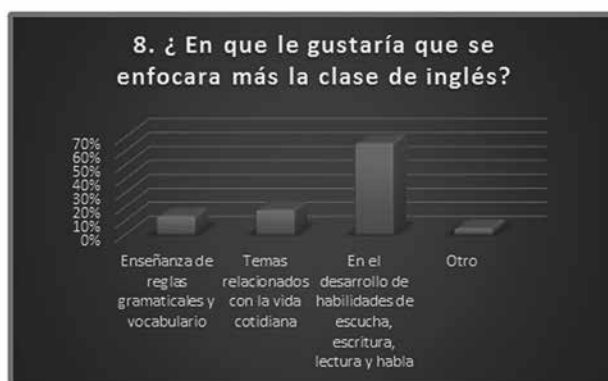 8. ¿ En que le gustaría que se
enfocara más la clase de inglés?
70%
60%
50%
40%
30%
20%
10%
0%
Enseñanza de
reglas
gramaticales y
vocabulario
Temas
relacionados
con la vida
cotidiana
En el
desarrollo de
habilidades de
escucha,
escritura,
lectura y habla
Otro